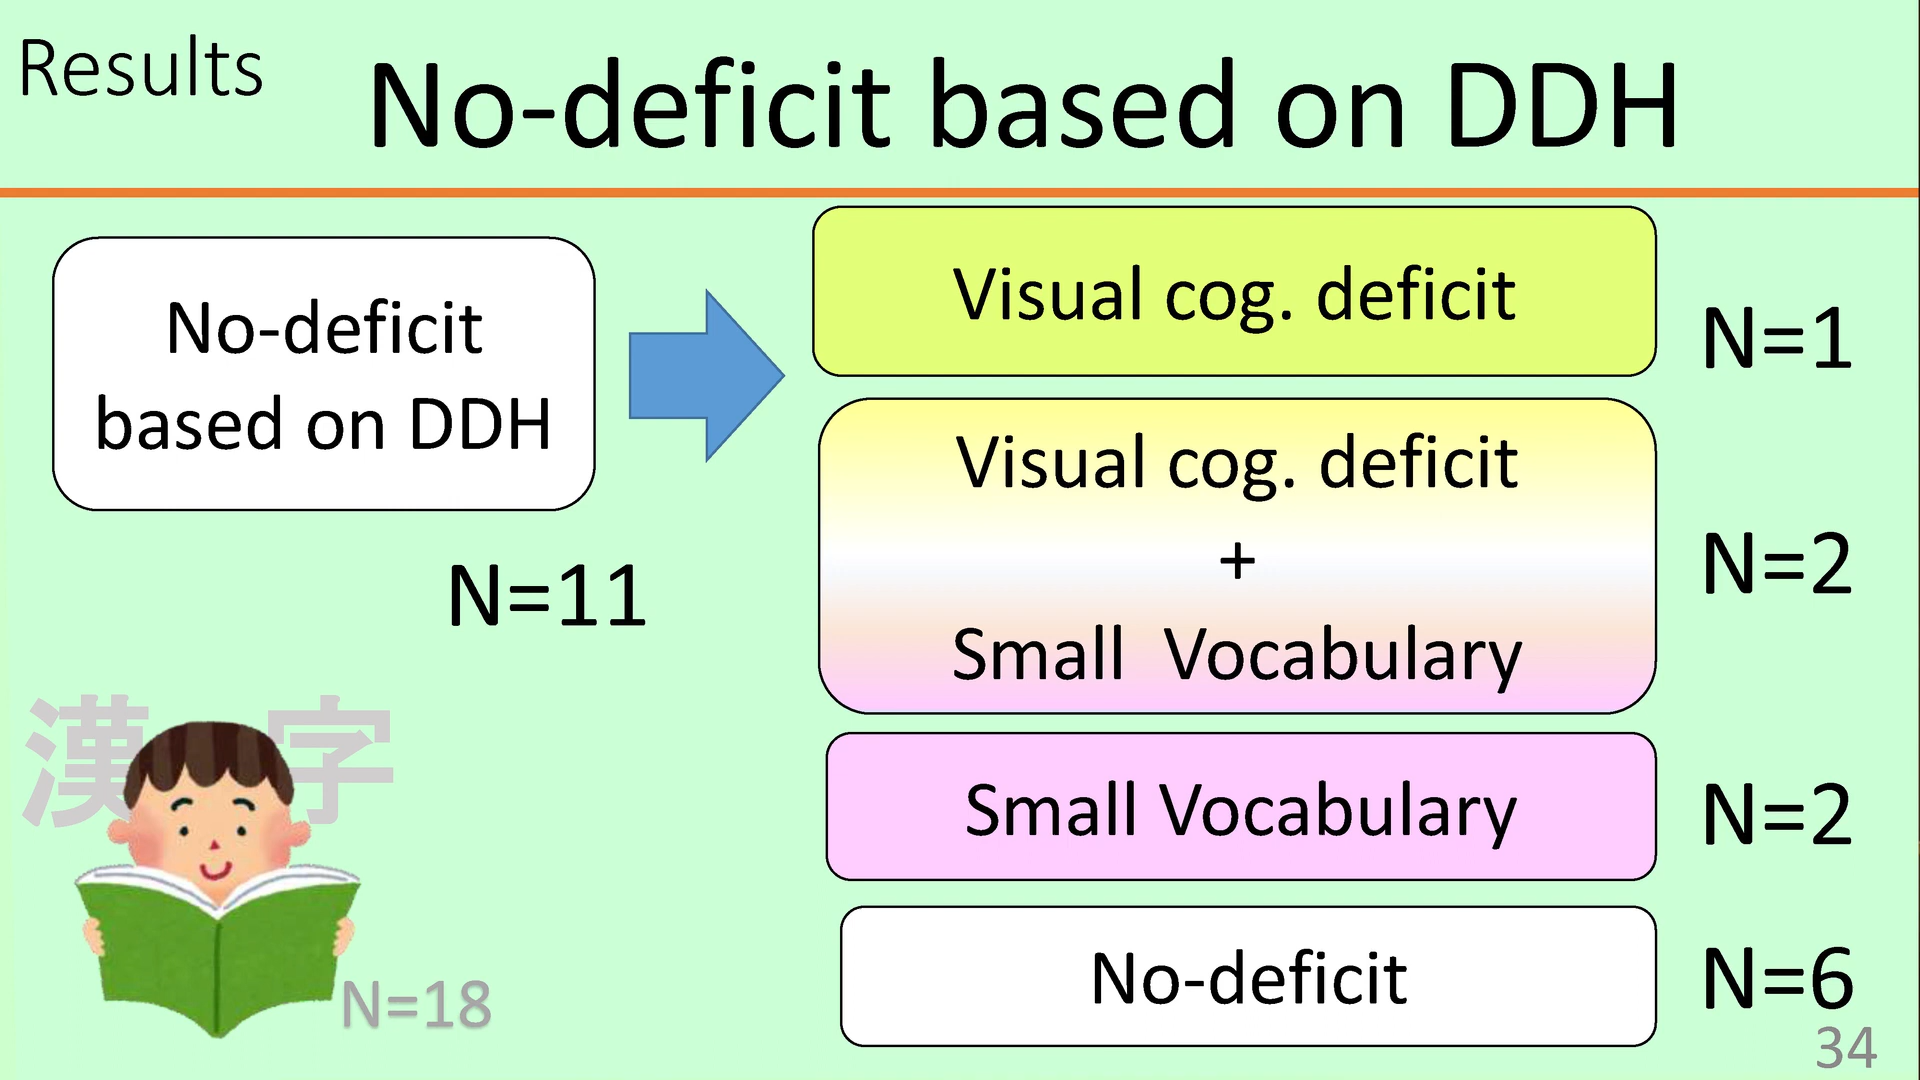 Results
No-deficit based on DDH
No-deficit
based on DDH
N=11
Visual cog. deficit
N=1
Visual cog. deficit
+
Small Vocabulary
N=2
Small Vocabulary
N=2
No-deficit
N=6
漢字
N=18
34